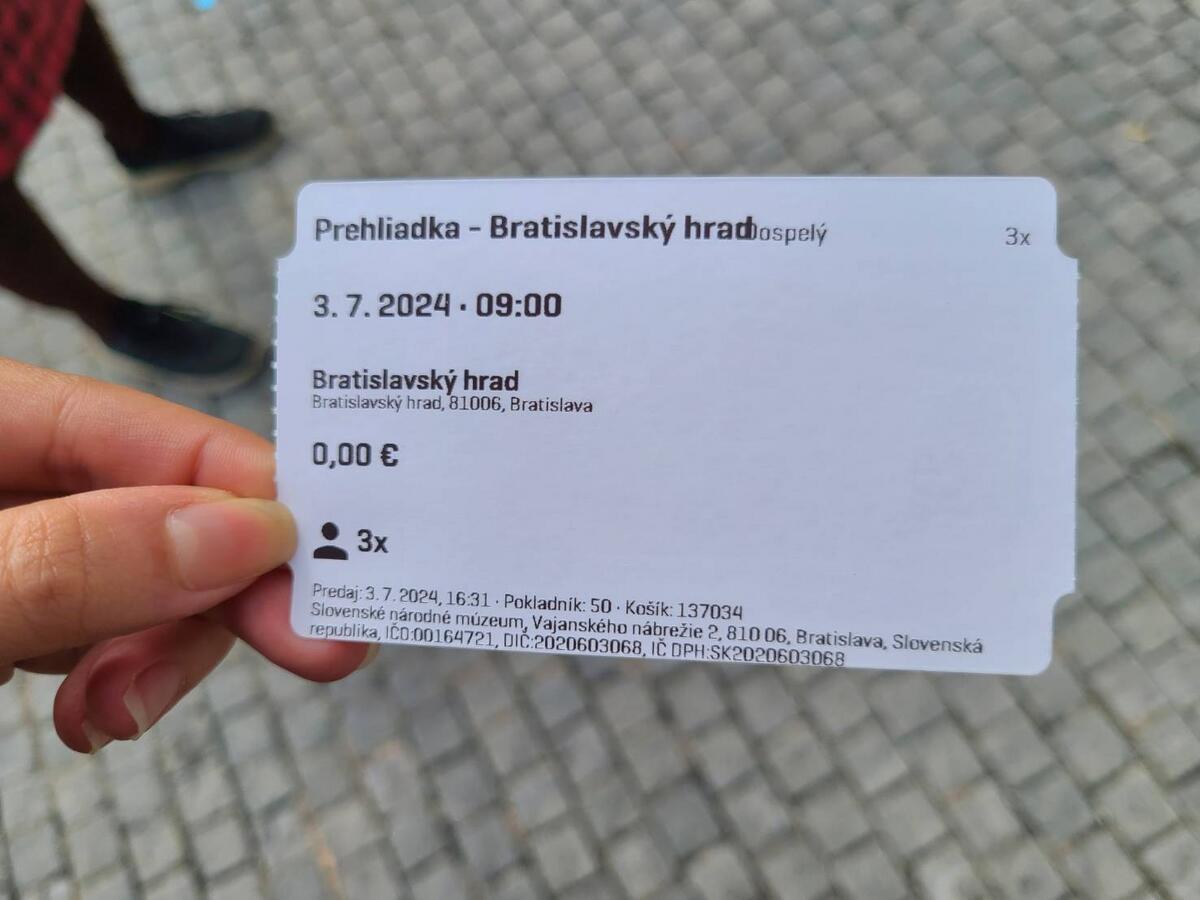 Prehliadka - Bratislavský hrad Dospelý 3x
3. 7. 2024 · 09:00
Bratislavský hrad
Bratislavský hrad, 81006, Bratislava
0,00 €
3x
Predaj: 3. 7. 2024, 16:31 · Pokladník: 50 · Košík: 137034
Slovenské národné múzeum, Vajanského nábrežie 2, 810 06, Bratislava, Slovenská
republika, IČO:00164721, DIČ:2020603068, IČ DPH:SK2020603068